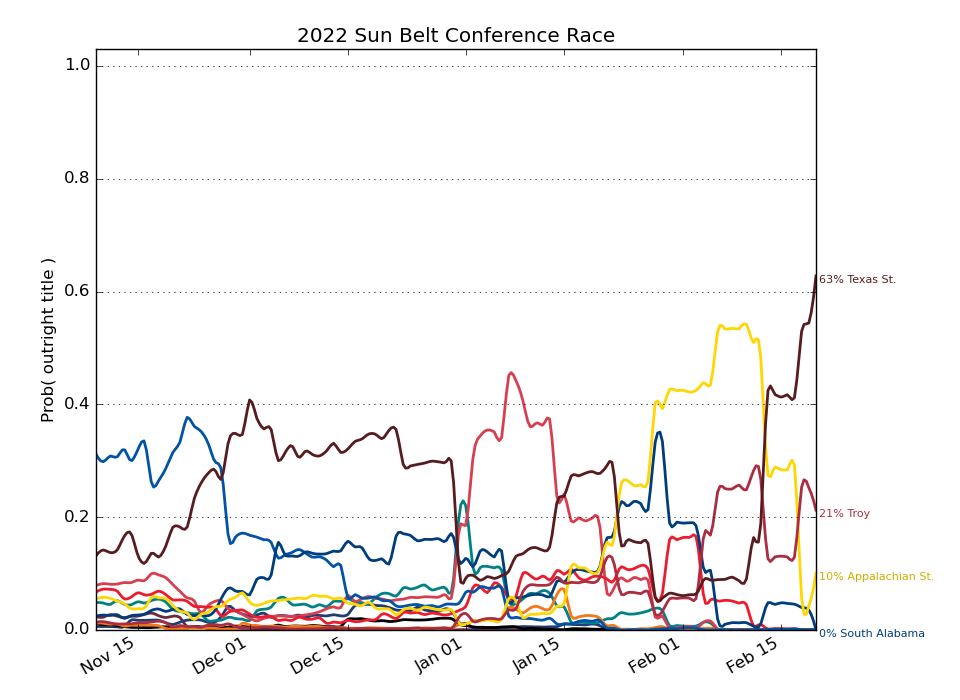 2022 Sun Belt Conference Race
Prob( outright title )
1.0
0.8
0.6
0.4
0.2
0.0
63% Texas St.
21% Troy
10% Appalachian St.
0% South Alabama
Nov 15
Dec 01
Dec 15
Jan 01
Jan 15
Feb 01
Feb 15